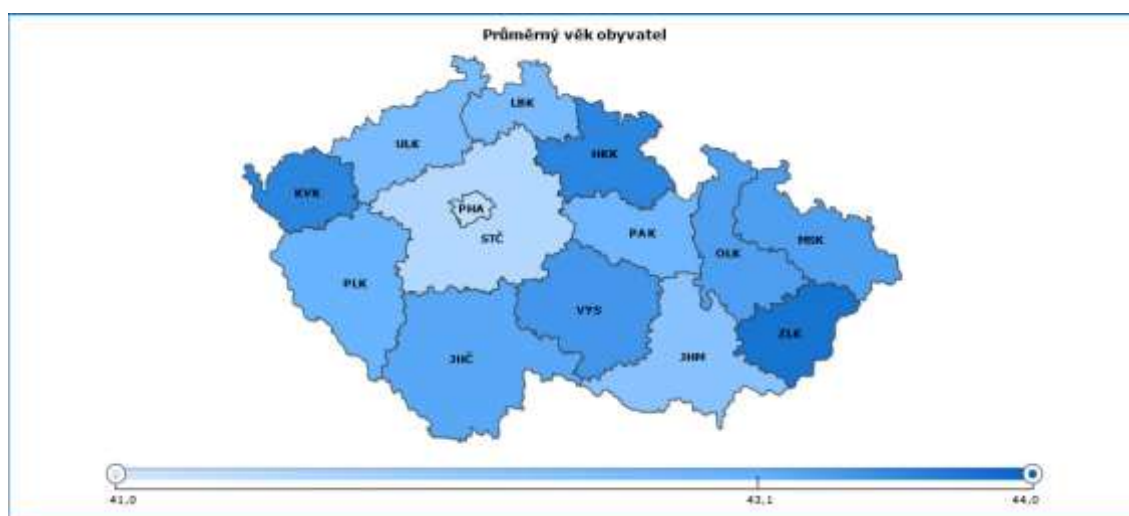 Průměrný věk obyvatel
LBK
ULK
HKK
KVK
PHA
STČ
PAK
MSK
OLK
PLK
VYS
ZLK
JHČ
JHM
41,0
43,1
44,0